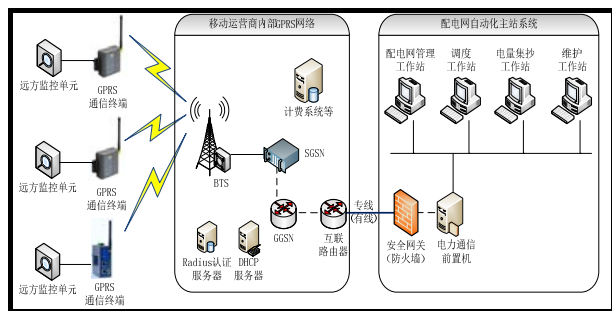 移动运营商内部GPRS网络
配电网自动化主站系统
远方监控单元
GPRS
通信终端
远方监控单元
GPRS
通信终端
远方监控单元
GPRS
通信终端
计费系统等
BTS
SGSN
GGSN
互联
路由器
Radius认证
服务器
DHCP
服务器
专线
(有线)
配电网管理
工作站
调度
工作站
电量集抄
工作站
维护
工作站
安全网关
(防火墙)
电力通信
前置机